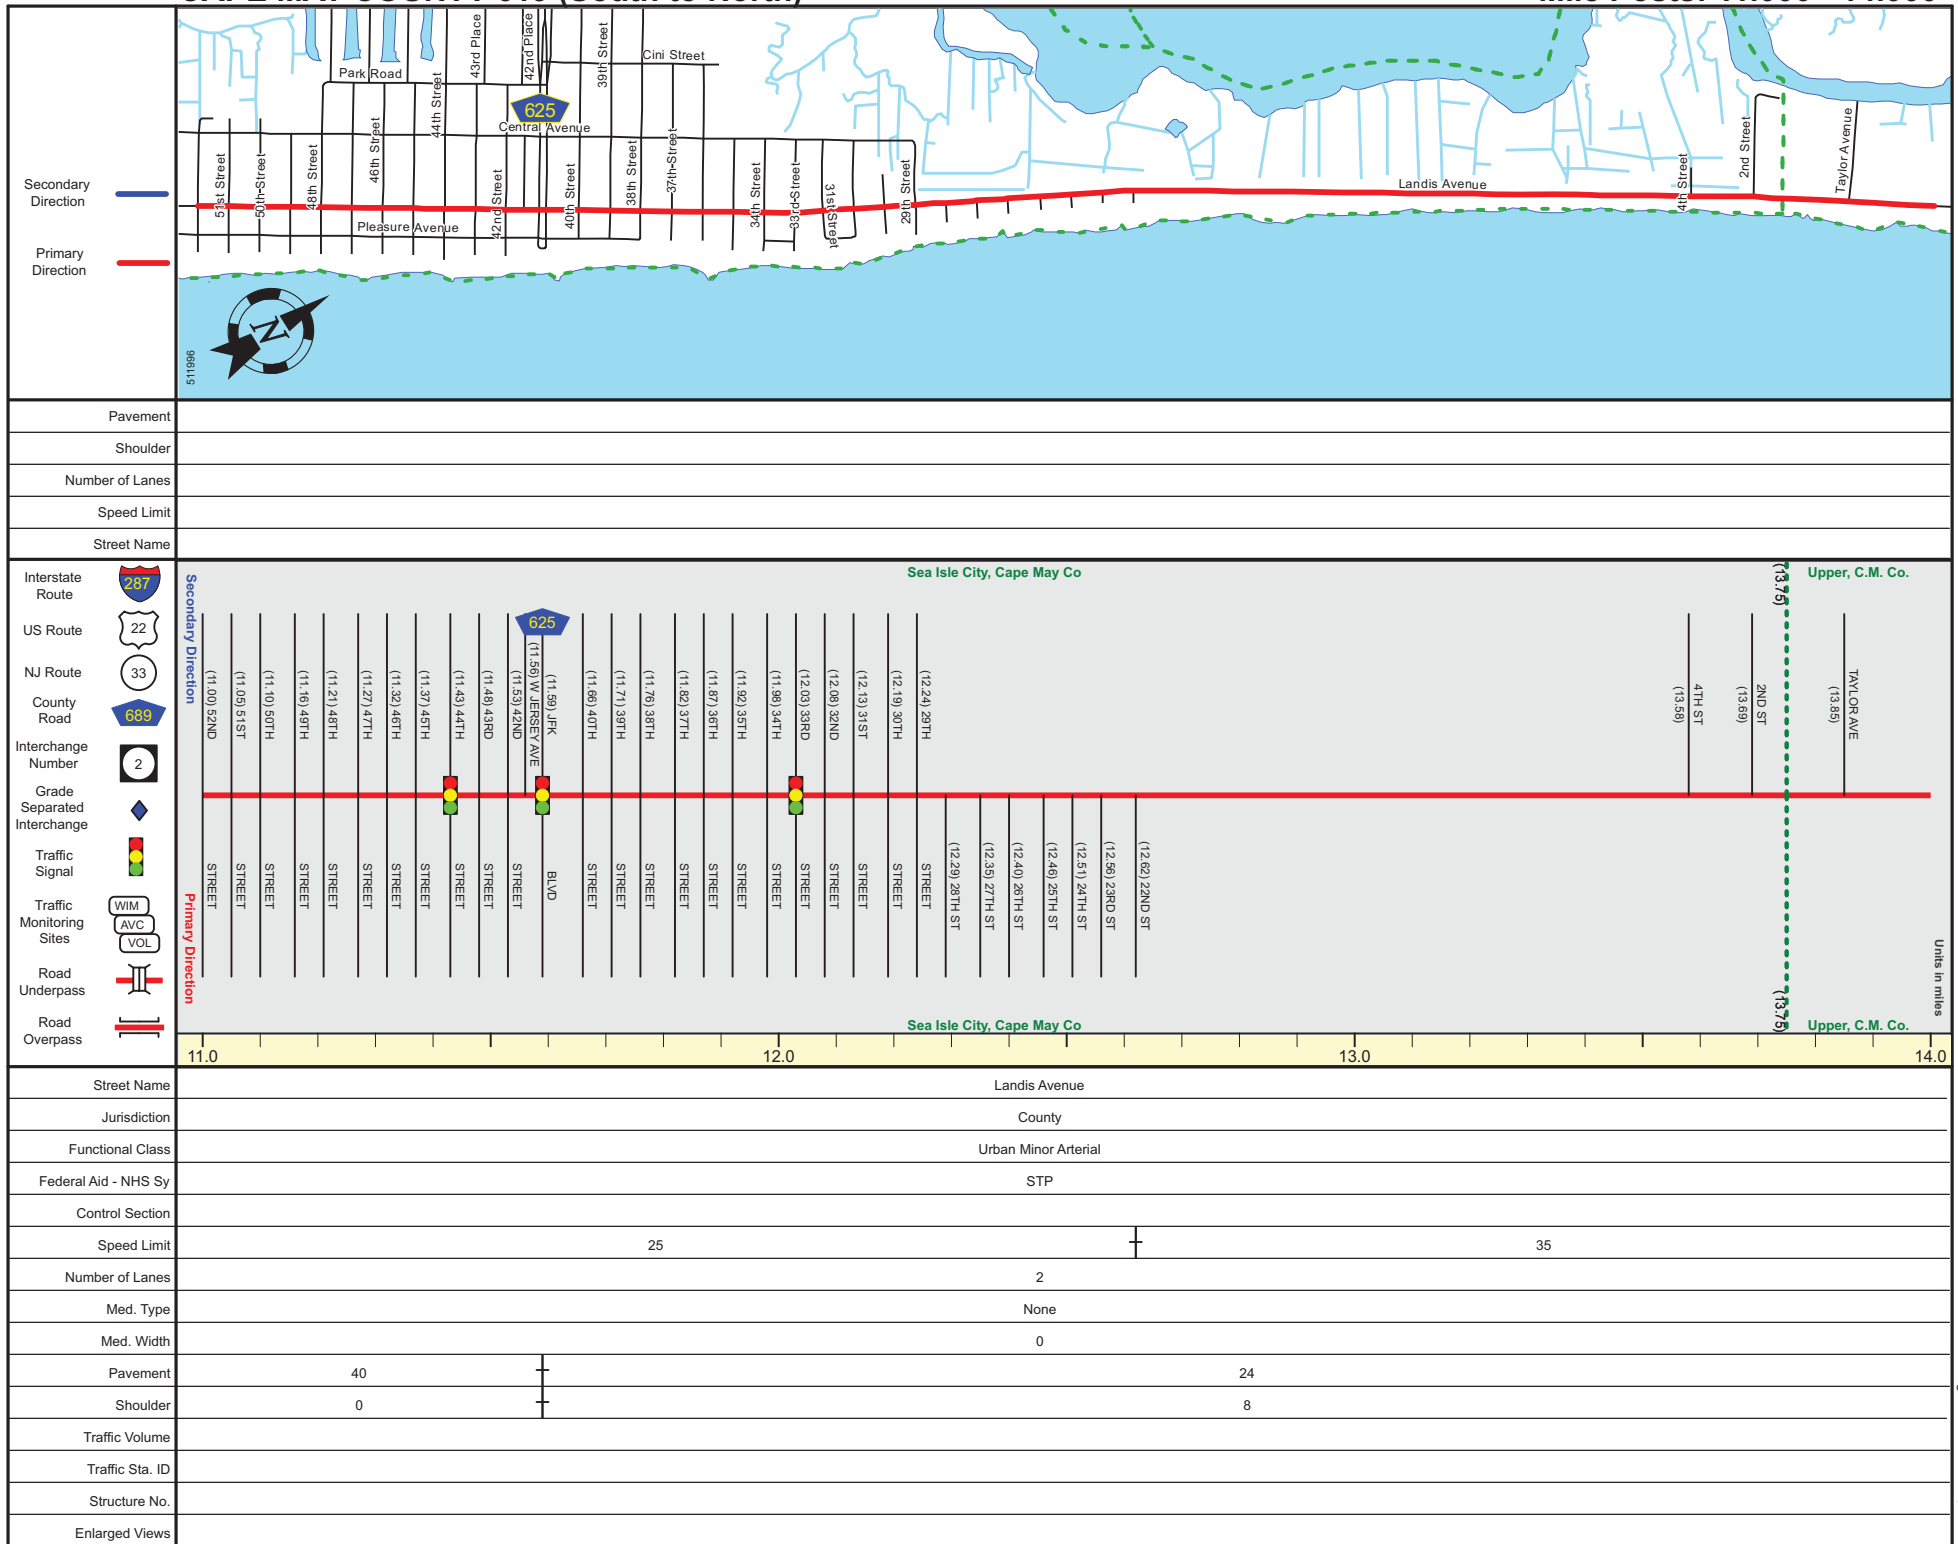 Park Road
43rd Place
42nd Place
39th Street
Cini Street
44th Street
625
Central Avenue
46th Street
2nd Street
Taylor Avenue
51st Street
50th Street
48th Street
42nd Street
40th Street
38th Street
37th Street
34th Street
33rd Street
31st Street
29th Street
Landis Avenue
4th Street
Pleasure Avenue
Secondary
Direction
Primary
Direction
N
511996
Pavement
Shoulder
Number of Lanes
Speed Limit
Street Name
Interstate
Route
287
US Route
22
NJ Route
33
County
Road
689
Interchange
Number
2
Grade
Separated
Interchange
Traffic
Signal
Traffic
Monitoring
Sites
WIM
AVC
VOL
Road
Underpass
Road
Overpass
Secondary Direction
Primary Direction
Sea Isle City, Cape May Co
(13.75)
Upper, C.M. Co.
625
(11.00) 52ND STREET
(11.05) 51ST STREET
(11.10) 50TH STREET
(11.16) 49TH STREET
(11.21) 48TH STREET
(11.27) 47TH STREET
(11.32) 46TH STREET
(11.37) 45TH STREET
(11.43) 44TH STREET
(11.48) 43RD STREET
(11.53) 42ND STREET
(11.56) W JERSEY AVE
(11.59) JFK BLVD
(11.66) 40TH STREET
(11.71) 39TH STREET
(11.76) 38TH STREET
(11.82) 37TH STREET
(11.87) 36TH STREET
(11.92) 35TH STREET
(11.98) 34TH STREET
(12.03) 33RD STREET
(12.08) 32ND STREET
(12.13) 31ST STREET
(12.19) 30TH STREET
(12.24) 29TH STREET
(12.29) 28TH ST
(12.35) 27TH ST
(12.40) 26TH ST
(12.46) 25TH ST
(12.51) 24TH ST
(12.56) 23RD ST
(12.62) 22ND ST
4TH ST
(13.58)
2ND ST
(13.69)
TAYLOR AVE
(13.85)
Units in miles
Sea Isle City, Cape May Co
(13.75)
Upper, C.M. Co.
11.0 12.0 13.0 14.0
Street Name Landis Avenue
Jurisdiction County
Functional Class Urban Minor Arterial
Federal Aid - NHS Sy STP
Control Section
Speed Limit 25 35
Number of Lanes 2
Med. Type None
Med. Width 0
Pavement 40 24
Shoulder 0 8
Traffic Volume
Traffic Sta. ID
Structure No.
Enlarged Views